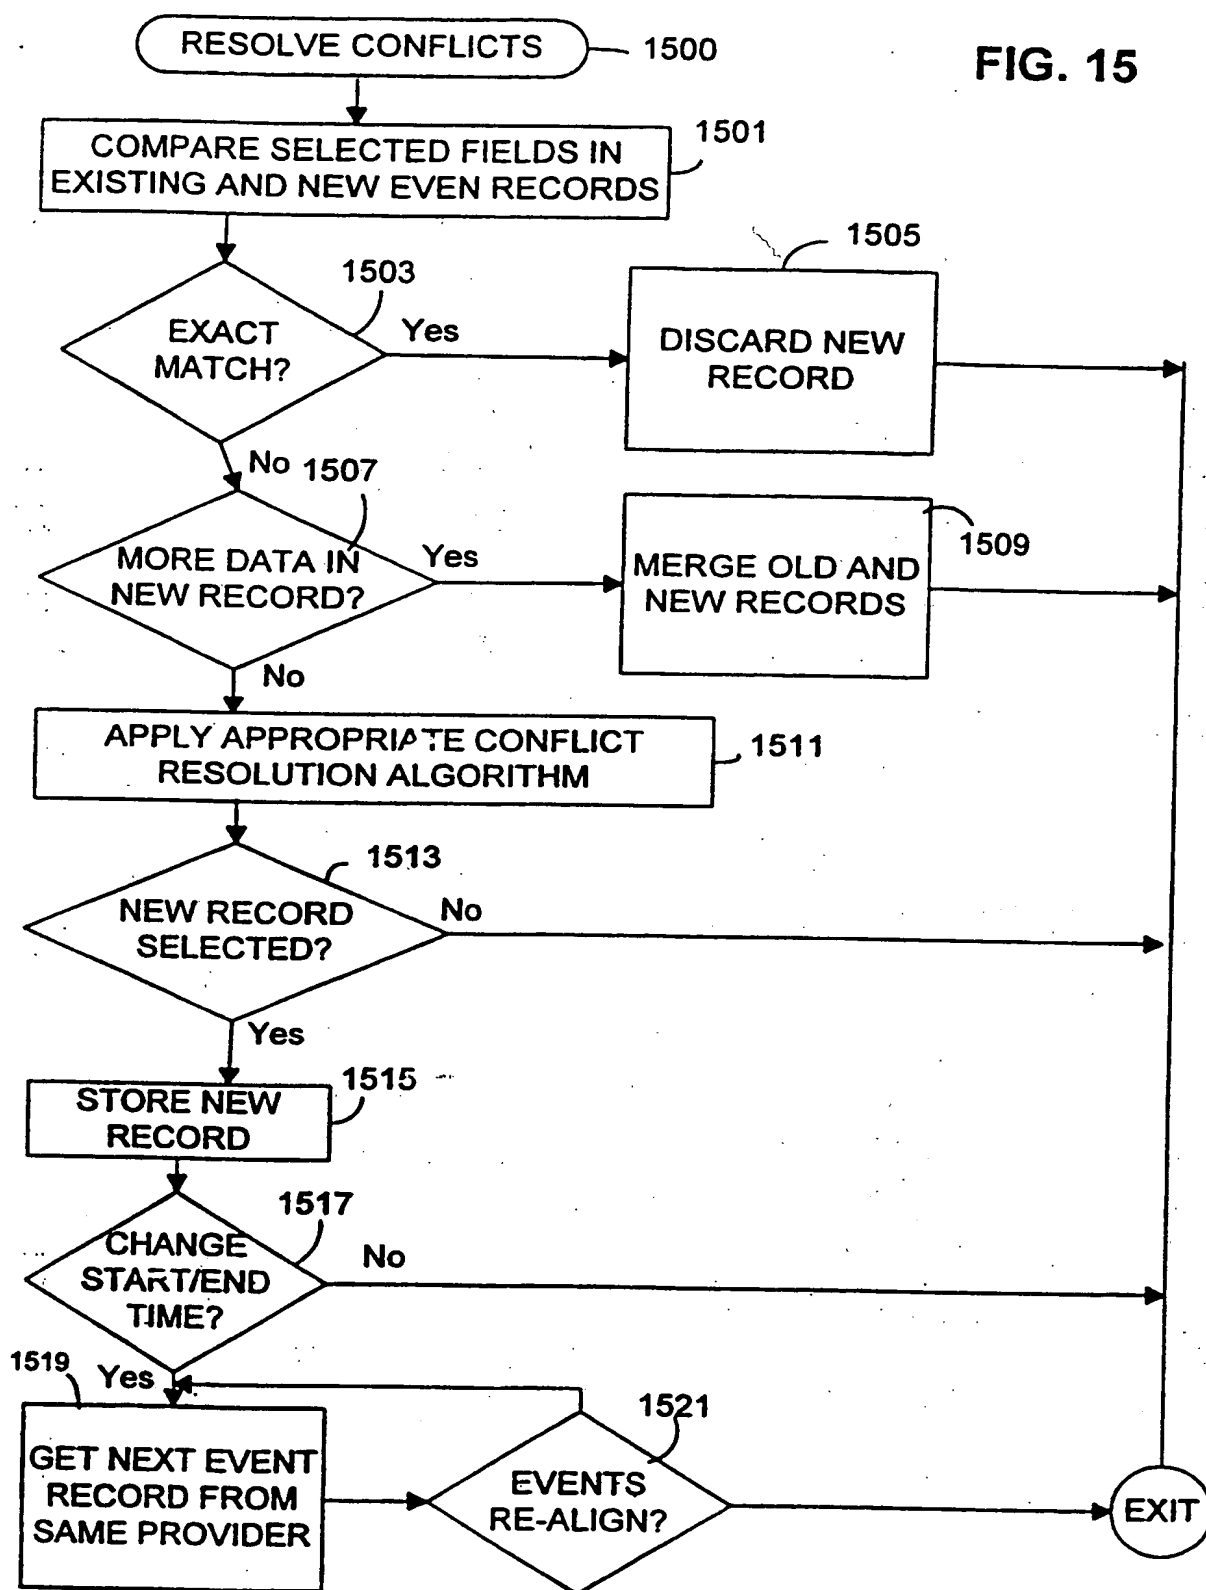 RESOLVE CONFLICTS
1500
FIG. 15
COMPARE SELECTED FIELDS IN
EXISTING AND NEW EVEN RECORDS
1501
EXACT
MATCH?
1503
Yes
DISCARD NEW
RECORD
1505
No
MORE DATA IN
NEW RECORD?
1507
Yes
MERGE OLD AND
NEW RECORDS
1509
No
APPLY APPROPRIATE CONFLICT
RESOLUTION ALGORITHM
1511
NEW RECORD
SELECTED?
1513
No
Yes
STORE NEW
RECORD
1515
CHANGE
START/END
TIME?
1517
No
Yes
1519
GET NEXT EVENT
RECORD FROM
SAME PROVIDER
EVENTS
RE-ALIGN?
1521
EXIT